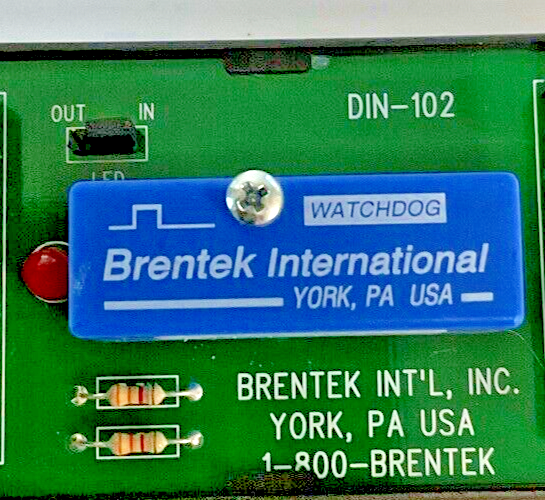 OUT IN
DIN-102
LED
WATCHDOG
Brentek International
YORK, PA USA
BRENTEK INT'L, INC.
YORK, PA USA
1-800-BRENTEK